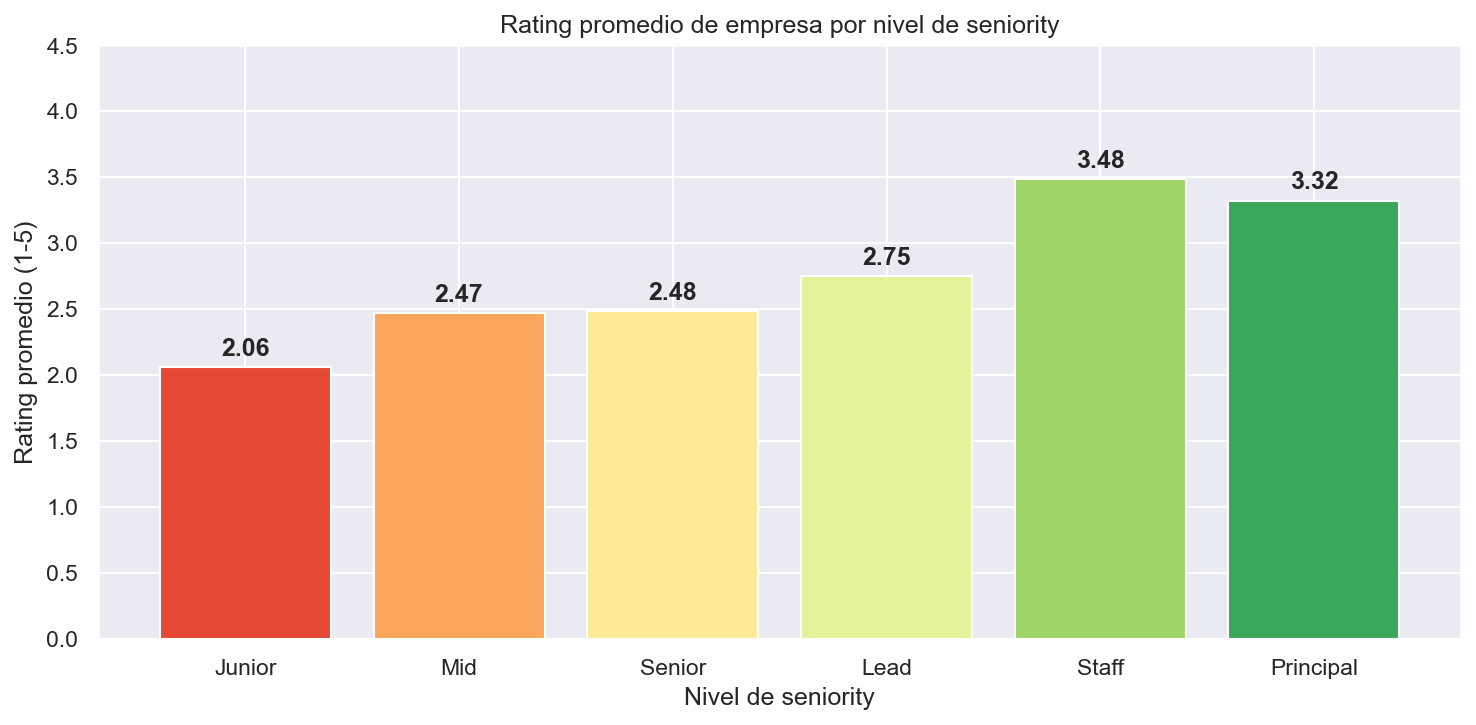 Rating promedio de empresa por nivel de seniority
Rating promedio (1-5)
4.5
4.0
3.5
3.0
2.5
2.0
1.5
1.0
0.5
0.0
2.06
2.47
2.48
2.75
3.48
3.32
Junior
Mid
Senior
Lead
Staff
Principal
Nivel de seniority